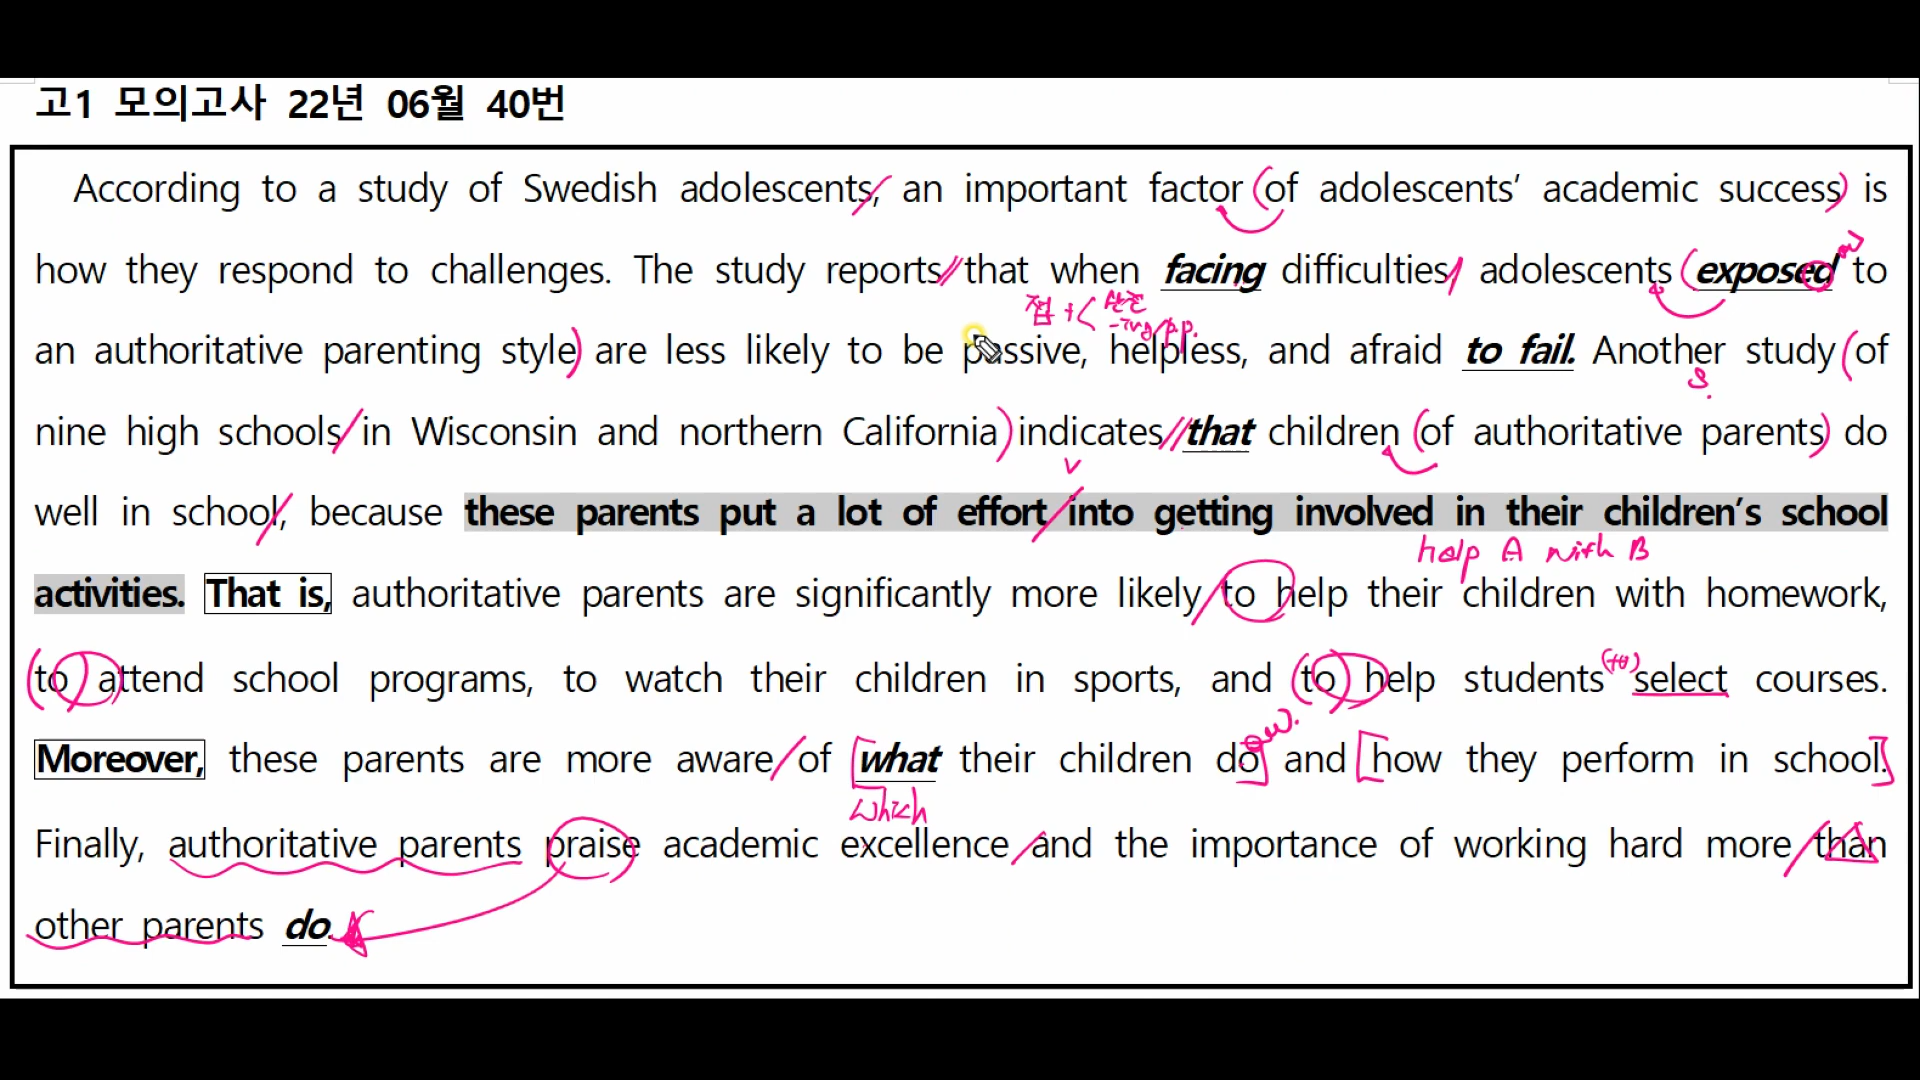 고1 모의고사 22년 06월 40번
According to a study of Swedish adolescents, an important factor of adolescents’ academic success is
how they respond to challenges. The study reports that when facing difficulties, adolescents exposed to
점 + S 주 -ing/p.p.
an authoritative parenting style are less likely to be passive, helpless, and afraid to fail. Another study of
S.
nine high schools in Wisconsin and northern California indicates that children of authoritative parents do
V
well in school, because these parents put a lot of effort into getting involved in their children’s school
help A with B
activities. That is, authoritative parents are significantly more likely to help their children with homework,
(to)
to attend school programs, to watch their children in sports, and to help students select courses.
Moreover, these parents are more aware of what their children do and how they perform in school.
which
Finally, authoritative parents praise academic excellence and the importance of working hard more than
other parents do.